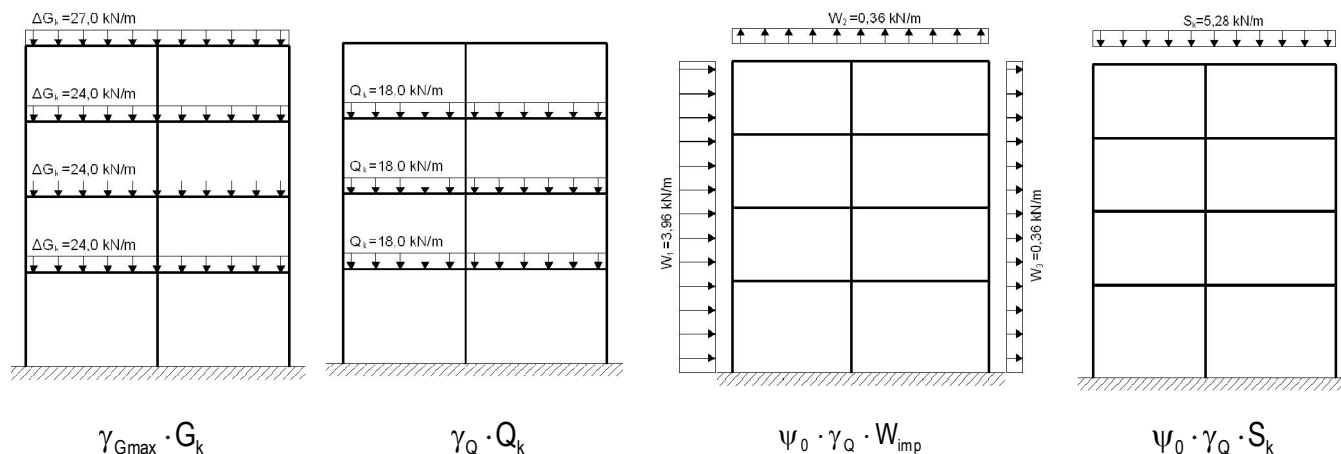 ΔGₖ=27,0 kN/m
ΔGₖ=24,0 kN/m
ΔGₖ=24,0 kN/m
ΔGₖ=24,0 kN/m
γGmax · Gₖ
Qₖ=18,0 kN/m
Qₖ=18,0 kN/m
Qₖ=18,0 kN/m
γQ · Qₖ
W₂=0,36 kN/m
W₁=3,96 kN/m
W₃=0,36 kN/m
ψ₀ · γQ · Wimp
Sₖ=5,28 kN/m
ψ₀ · γQ · Sₖ